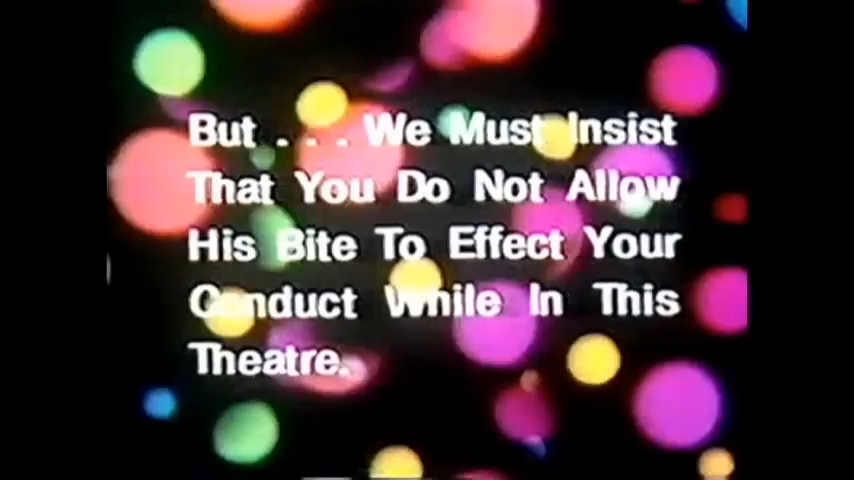 But . . . We Must Insist
That You Do Not Allow
His Bite To Effect Your
Conduct While In This
Theatre.